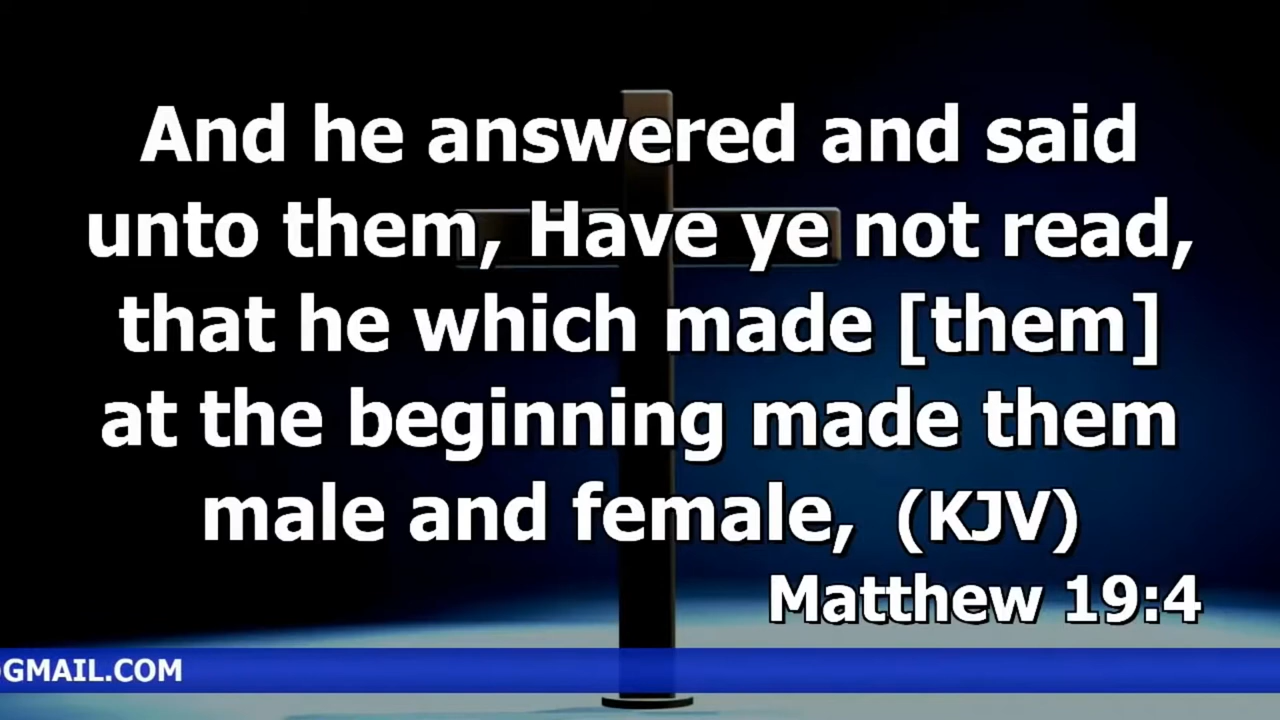 And he answered and said
unto them, Have ye not read,
that he which made [them]
at the beginning made them
male and female, (KJV)
Matthew 19:4
GMAIL.COM